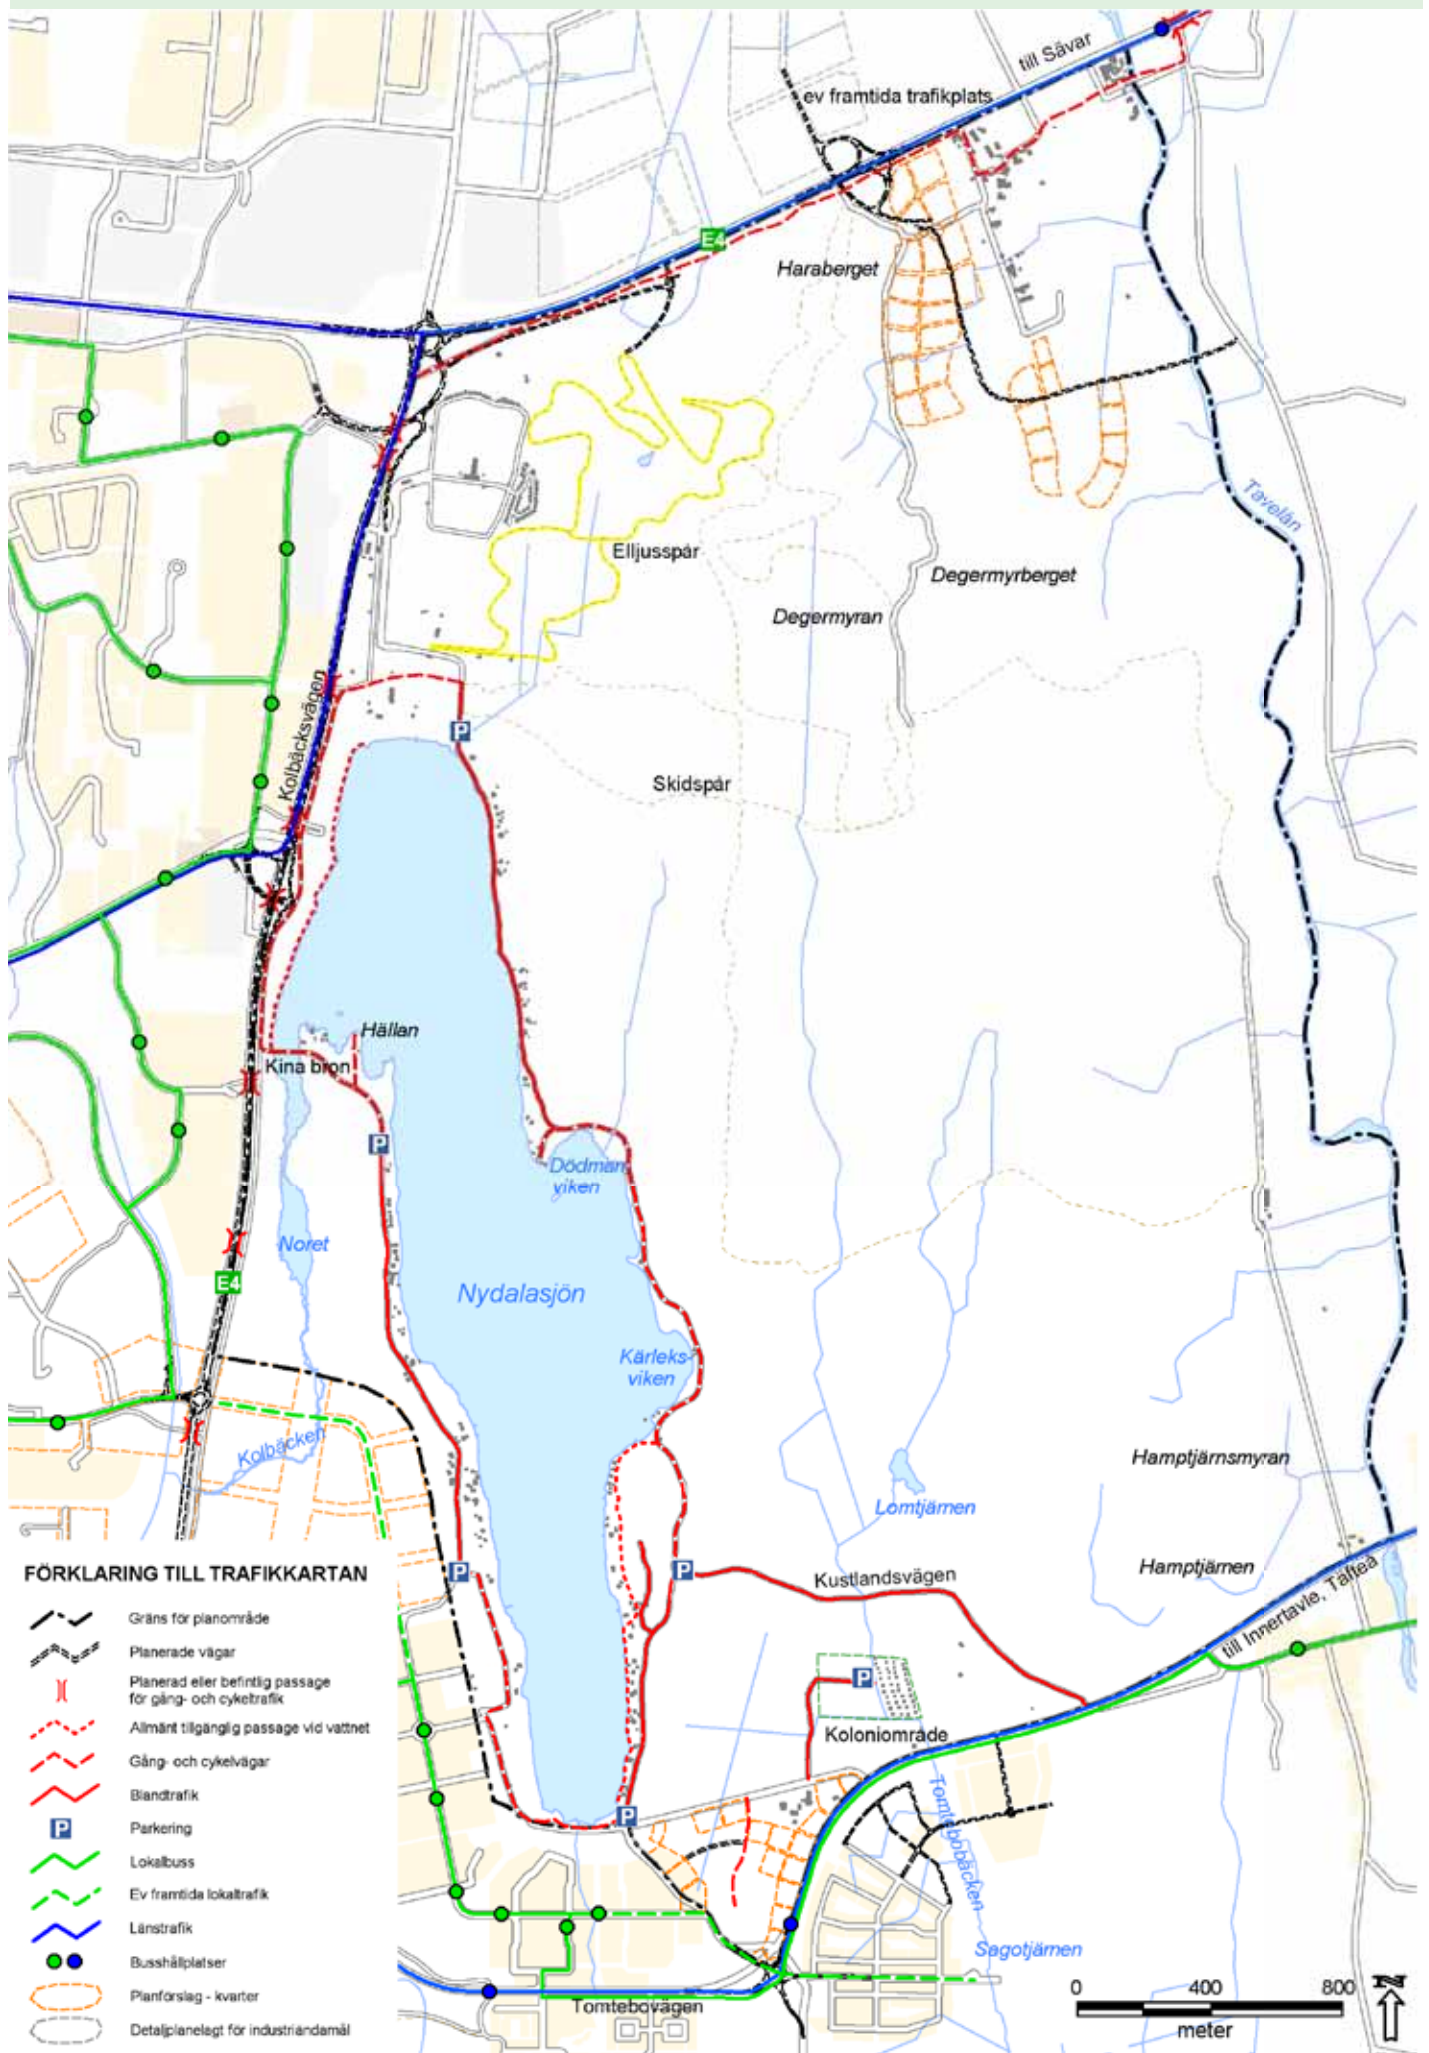 till Sävar
ev framtida trafikplats
E4
Haraberget
Tavelån
Elljusspår
Degermyrberget
Degermyran
Kolbäcksvägen
P
Skidspår
Hällan
Kina bron
P
Dödman
viken
Noret
E4
Nydalasjön
Kärleks-
viken
Kolbäcken
Hamptjärnsmyran
Lomtjärnen
Hamptjärnen
P
P
Kustlandsvägen
till Innertavle, Täfteå
P
Koloniområde
P
Tomtebobäcken
Sagotjärnen
Tomtebovägen
FÖRKLARING TILL TRAFIKKARTAN
Gräns för planområde
Planerade vägar
Planerad eller befintlig passage
för gång- och cykeltrafik
Allmänt tillgänglig passage vid vattnet
Gång- och cykelvägar
Blandtrafik
P Parkering
Lokalbuss
Ev framtida lokaltrafik
Länstrafik
Busshållplatser
Planförslag - kvarter
Detaljplanelagt för industriändamål
0 400 800
meter
N